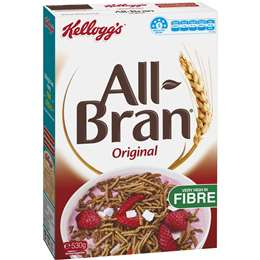 Kellogg's
All-
Bran®
Original
VERY HIGH IN
FIBRE
530g